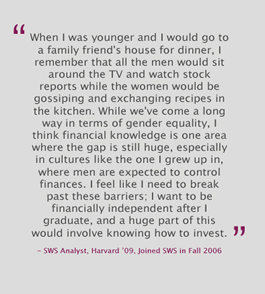 “ When I was younger and I would go to
a family friend's house for dinner, I
remember that all the men would sit
around the TV and watch stock
reports while the women would be
gossiping and exchanging recipes in
the kitchen. While we've come a long
way in terms of gender equality, I
think financial knowledge is one area
where the gap is still huge, especially
in cultures like the one I grew up in,
where men are expected to control
finances. I feel like I need to break
past these barriers; I want to be
financially independent after I
graduate, and a huge part of this
would involve knowing how to invest. ”
– SWS Analyst, Harvard '09, Joined SWS in Fall 2006